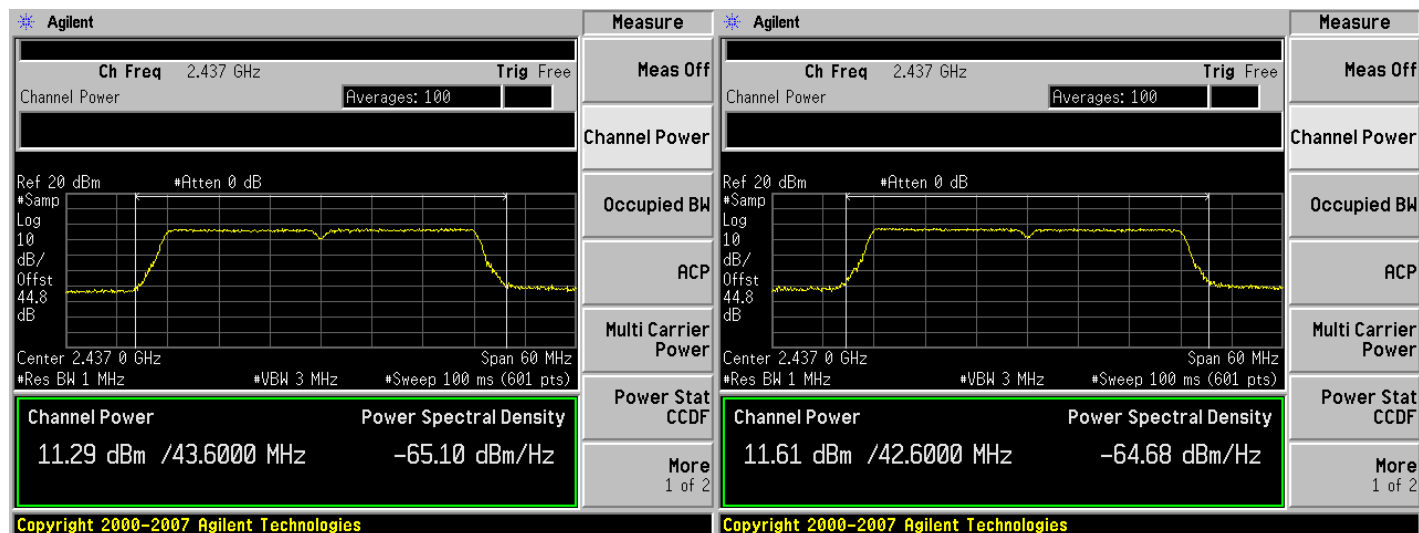 Agilent
Measure
Ch Freq 2.437 GHz Trig Free
Meas Off
Channel Power Averages: 100
Channel Power
Ref 20 dBm #Atten 0 dB
#Samp
Log
10
dB/
Offst
44.8
dB
Occupied BW
ACP
Multi Carrier
Power
Center 2.437 0 GHz Span 60 MHz
#Res BW 1 MHz #VBW 3 MHz #Sweep 100 ms (601 pts)
Power Stat
CCDF
Channel Power Power Spectral Density
11.29 dBm /43.6000 MHz -65.10 dBm/Hz
More
1 of 2
Copyright 2000-2007 Agilent Technologies
Agilent
Measure
Ch Freq 2.437 GHz Trig Free
Meas Off
Channel Power Averages: 100
Channel Power
Ref 20 dBm #Atten 0 dB
#Samp
Log
10
dB/
Offst
44.8
dB
Occupied BW
ACP
Multi Carrier
Power
Center 2.437 0 GHz Span 60 MHz
#Res BW 1 MHz #VBW 3 MHz #Sweep 100 ms (601 pts)
Power Stat
CCDF
Channel Power Power Spectral Density
11.61 dBm /42.6000 MHz -64.68 dBm/Hz
More
1 of 2
Copyright 2000-2007 Agilent Technologies